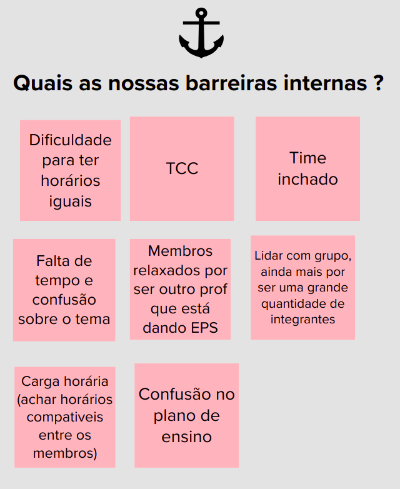 Quais as nossas barreiras internas ?
Dificuldade
para ter
horários
iguais
TCC
Time
inchado
Falta de
tempo e
confusão
sobre o tema
Membros
relaxados por
ser outro prof
que está
dando EPS
Lidar com grupo,
ainda mais por
ser uma grande
quantidade de
integrantes
Carga horária
(achar horários
compativeis
entre os
membros)
Confusão no
plano de
ensino